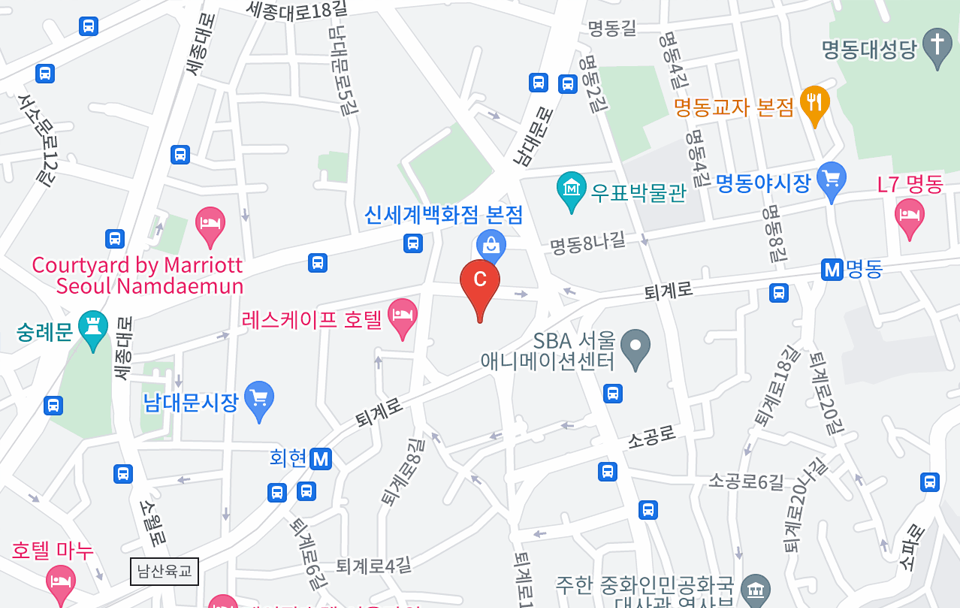 세종대로18길
명동길
세종대로
남대문로5길
명동2길
명동4길
명동대성당
명동교자 본점
서소문로12길
남대문로
명동4길
명동야시장
L7 명동
우표박물관
신세계백화점 본점
명동8나길
명동8길
Courtyard by Marriott
Seoul Namdaemun
C
M 명동
퇴계로
레스케이프 호텔
숭례문
세종대로
SBA 서울
애니메이션센터
남대문시장
퇴계로
퇴계로18길
퇴계로20길
소공로
회현 M
퇴계로8길
소공로6길
소월로
퇴계로6길
퇴계로20나길
소파로
호텔 마누
남산육교
퇴계로4길
주한 중화인민공화국
대사관 영사부